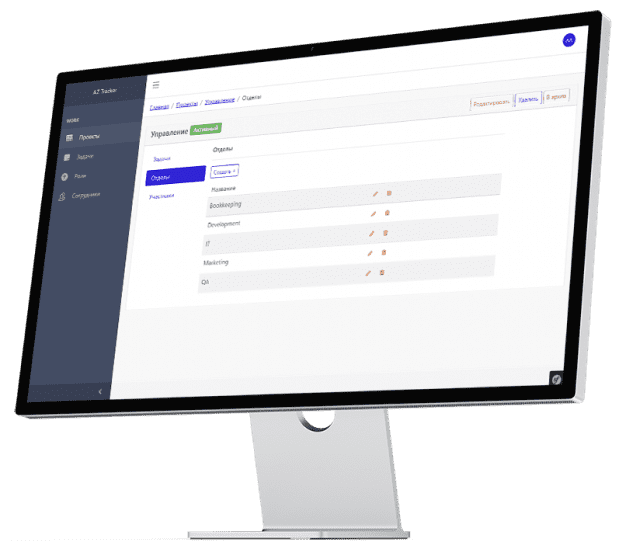 AZ Tracker
WORK
Проекты
Задачи
Роли
Сотрудники
Главная / Проекты / Управление / Отделы
Управление Активный
Редактировать Удалить В архив
Задачи
Отделы
Участники
Отделы
Создать +
Название
Bookkeeping
Development
IT
Marketing
QA